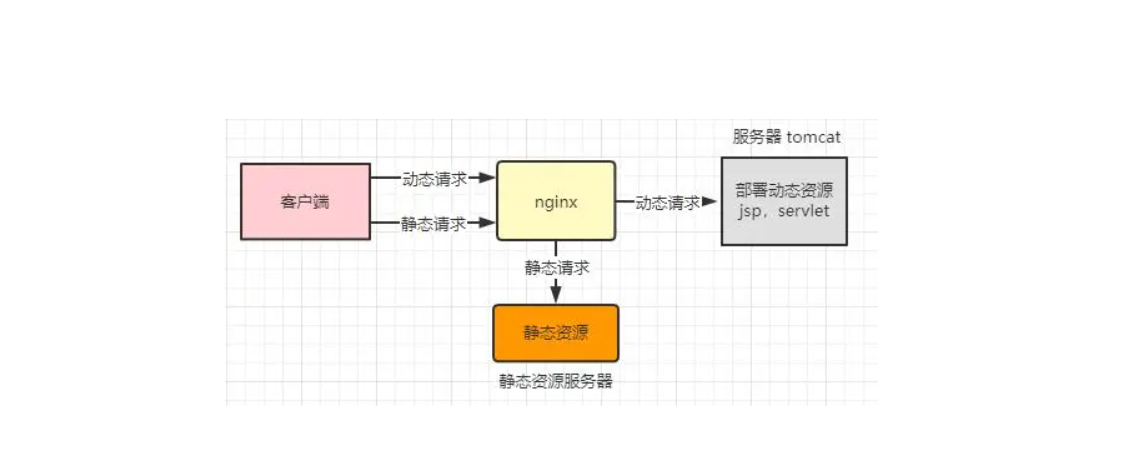 服务器 tomcat
客户端
动态请求
静态请求
nginx
动态请求
部署动态资源
jsp，servlet
静态请求
静态资源
静态资源服务器